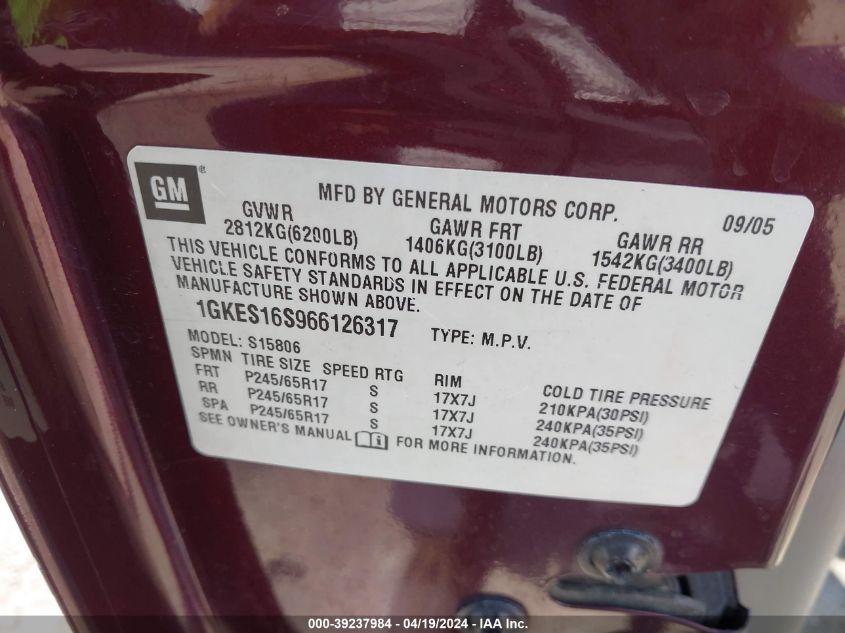 GM ®
MFD BY GENERAL MOTORS CORP. 09/05
GVWR GAWR FRT GAWR RR
2812KG(6200LB) 1406KG(3100LB) 1542KG(3400LB)
THIS VEHICLE CONFORMS TO ALL APPLICABLE U.S. FEDERAL MOTOR
VEHICLE SAFETY STANDARDS IN EFFECT ON THE DATE OF
MANUFACTURE SHOWN ABOVE.
1GKES16S966126317 TYPE: M.P.V.
MODEL: S15806
SPMN TIRE SIZE SPEED RTG RIM COLD TIRE PRESSURE
FRT P245/65R17 S 17X7J 210KPA(30PSI)
RR P245/65R17 S 17X7J 240KPA(35PSI)
SPA P245/65R17 S 17X7J 240KPA(35PSI)
SEE OWNER'S MANUAL FOR MORE INFORMATION.
000-39237984 - 04/19/2024 - IAA Inc.